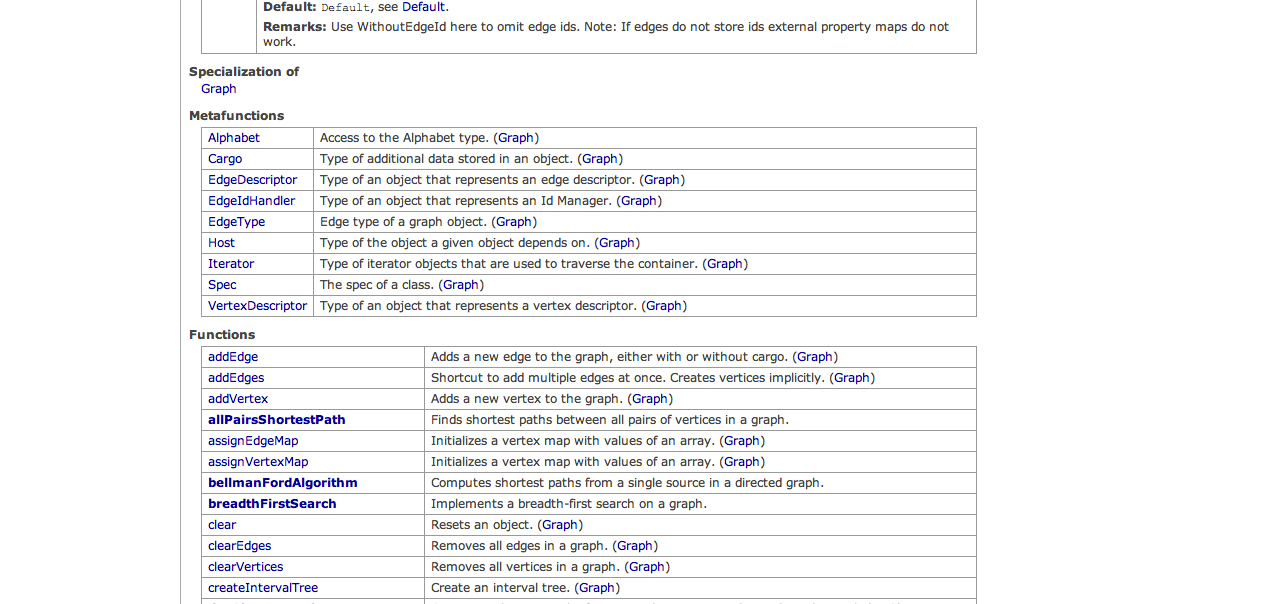 Default: Default, see Default.
Remarks: Use WithoutEdgeId here to omit edge ids. Note: If edges do not store ids external property maps do not
work.
Specialization of
Graph
Metafunctions
Alphabet Access to the Alphabet type. (Graph)
Cargo Type of additional data stored in an object. (Graph)
EdgeDescriptor Type of an object that represents an edge descriptor. (Graph)
EdgeIdHandler Type of an object that represents an Id Manager. (Graph)
EdgeType Edge type of a graph object. (Graph)
Host Type of the object a given object depends on. (Graph)
Iterator Type of iterator objects that are used to traverse the container. (Graph)
Spec The spec of a class. (Graph)
VertexDescriptor Type of an object that represents a vertex descriptor. (Graph)
Functions
addEdge Adds a new edge to the graph, either with or without cargo. (Graph)
addEdges Shortcut to add multiple edges at once. Creates vertices implicitly. (Graph)
addVertex Adds a new vertex to the graph. (Graph)
allPairsShortestPath Finds shortest paths between all pairs of vertices in a graph.
assignEdgeMap Initializes a vertex map with values of an array. (Graph)
assignVertexMap Initializes a vertex map with values of an array. (Graph)
bellmanFordAlgorithm Computes shortest paths from a single source in a directed graph.
breadthFirstSearch Implements a breadth-first search on a graph.
clear Resets an object. (Graph)
clearEdges Removes all edges in a graph. (Graph)
clearVertices Removes all vertices in a graph. (Graph)
createIntervalTree Create an interval tree. (Graph)